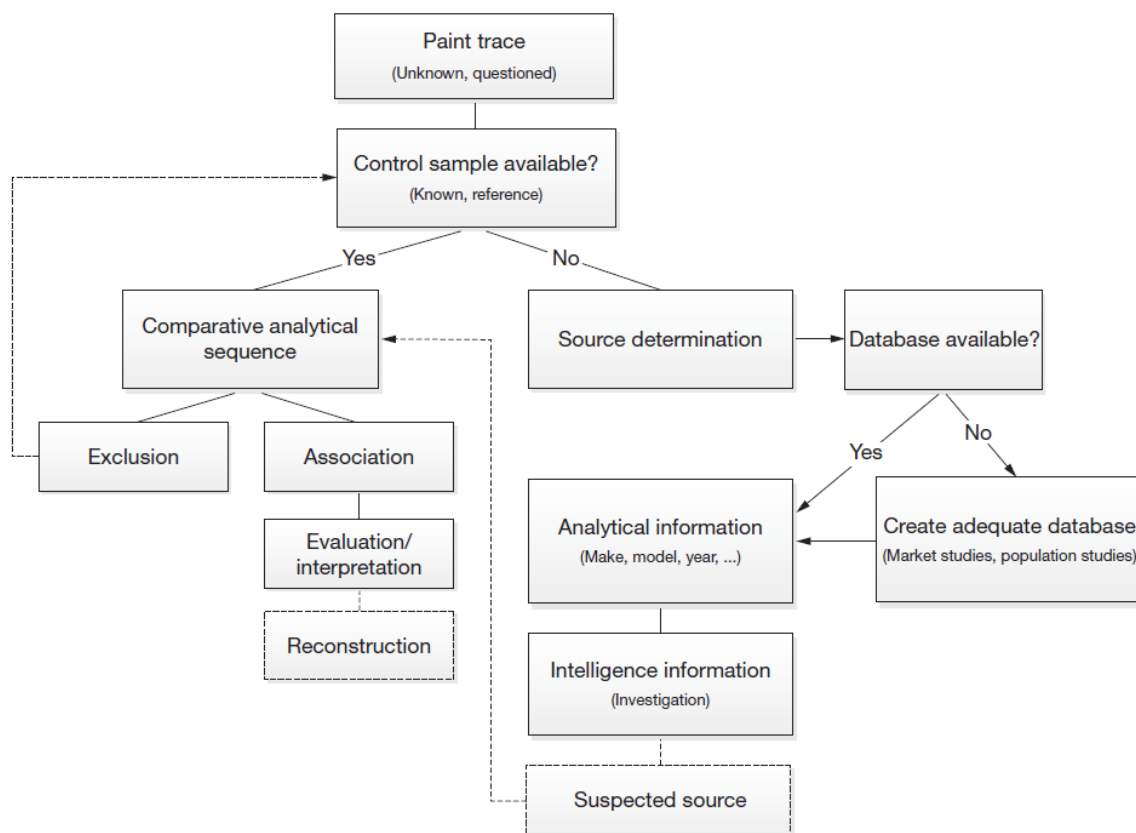 Paint trace
(Unknown, questioned)
Control sample available?
(Known, reference)
Yes
No
Comparative analytical
sequence
Source determination
Database available?
Exclusion
Association
Yes
No
Evaluation/
interpretation
Analytical information
(Make, model, year, ...)
Create adequate database
(Market studies, population studies)
Reconstruction
Intelligence information
(Investigation)
Suspected source